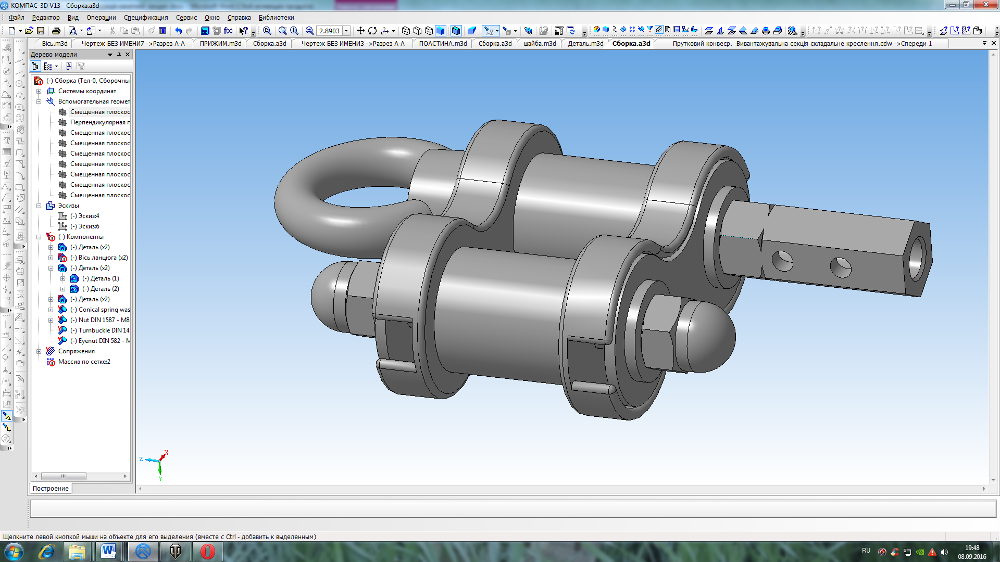 КОМПАС-3D V13 - Сборка.a3d
Файл Редактор Вид Операции Спецификация Сервис Окно Справка Библиотеки
2.8903
f(x)
Вісь.m3d Чертеж БЕЗ ИМЕНИ7 ->Разрез А-А ПРИЖИМ.m3d Сборка.a3d Чертеж БЕЗ ИМЕНИ3 ->Разрез А-А ПОАСТИНА.m3d Сборка.a3d шайба.m3d Деталь.m3d Сборка.a3d Прутковий конвеєр. Вивантажувальна секція складальне креслення.cdw ->Спереди 1
Дерево модели
(-) Сборка (Тел-0, Сборочны
Системы координат
Вспомогательная геомет
Смещенная плоскос
Перпендикулярная г
Смещенная плоскос
Смещенная плоскос
Смещенная плоскос
Смещенная плоскос
Смещенная плоскос
Смещенная плоскос
Смещенная плоскос
Эскизы
(-) Эскиз:4
(-) Эскиз:6
(-) Компоненты
(-) Деталь (x2)
(-) Вісь ланцюга (x2)
(-) Деталь (x2)
(-) Деталь (1)
(-) Деталь (2)
(-) Деталь (x2)
(-) Conical spring was
(-) Nut DIN 1587 - M8
(-) Turnbuckle DIN 14
(-) Eyenut DIN 582 - M
Сопряжения
Массив по сетке:2
Построение
X
Z
Y
Щелкните левой кнопкой мыши на объекте для его выделения (вместе с Ctrl - добавить к выделенным)
RU
19:48
08.09.2016